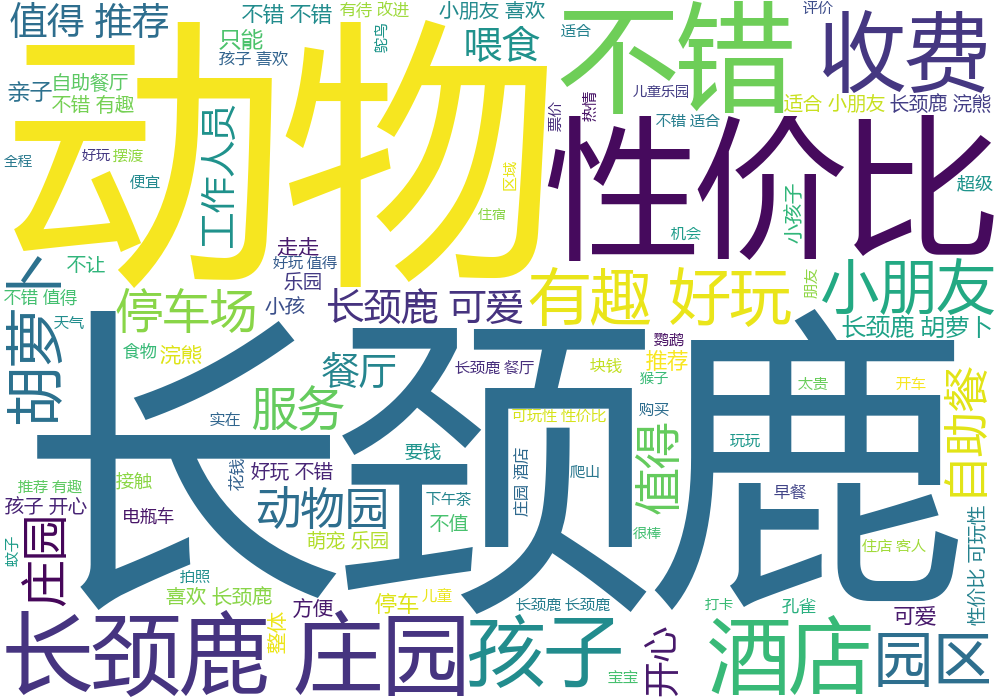 值得 推荐
不错 不错
有待 改进
小朋友 喜欢
不错
评价
收费
只能
孩子 喜欢
鸵鸟
喂食
适合
动物
亲子
自助餐厅
不错 有趣
工作人员
儿童乐园
票价
热情
适合 小朋友
长颈鹿 浣熊
不错 适合
性价比
全程
好玩
摆渡
便宜
区域
住宿
超级
小孩子
机会
走走
不让
好玩 值得
乐园
胡萝卜
不错 值得
天气
停车场
小孩
长颈鹿 可爱
有趣 好玩
朋友
小朋友
长颈鹿 胡萝卜
食物
浣熊
餐厅
长颈鹿 餐厅
块钱
鹦鹉
推荐
猴子
长颈鹿
太贵
开车
自助餐
服务
实在
可玩性 性价比
购买
玩玩
要钱
值得
花钱
好玩 不错
庄园 酒店
爬山
推荐 有趣
接触
孩子 开心
电瓶车
动物园
下午茶
不值
早餐
庄园
萌宠 乐园
很棒
住店 客人
性价比 可玩性
蚊子
拍照
喜欢 长颈鹿
方便
停车
儿童
长颈鹿 长颈鹿
打卡
孔雀
可爱
长颈鹿 庄园
整体
孩子
宝宝
开心
酒店
园区